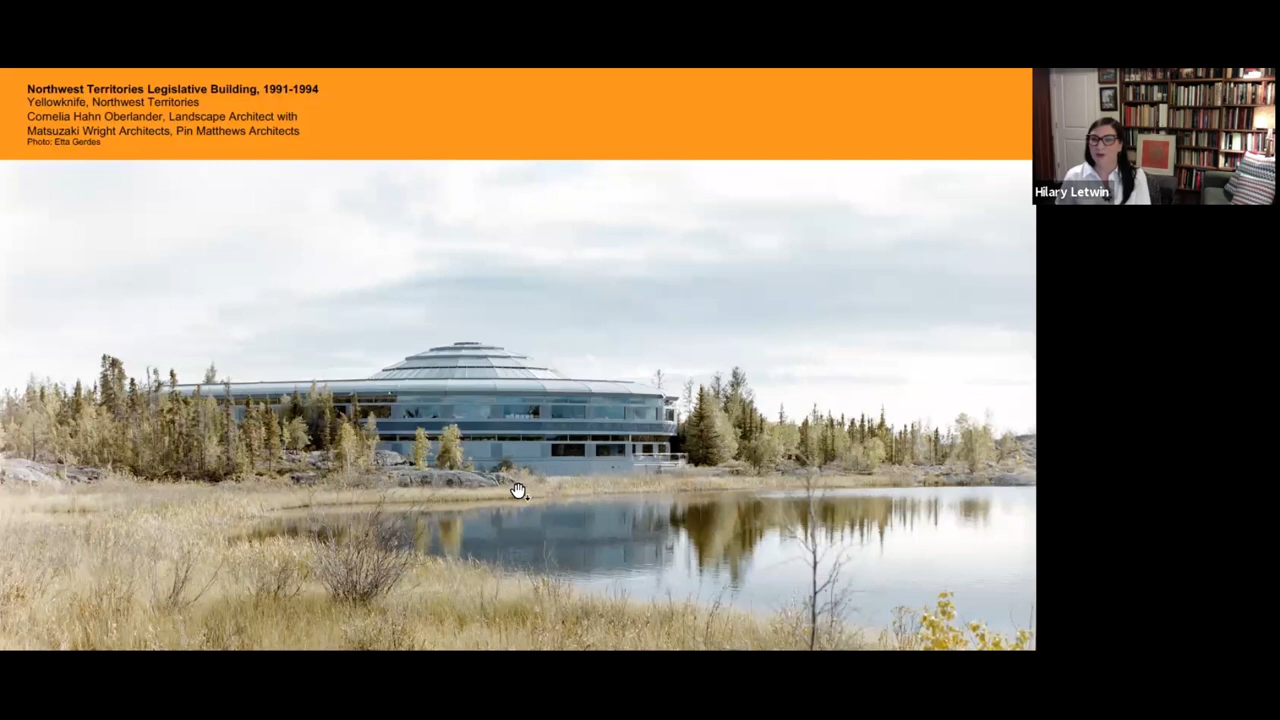 Northwest Territories Legislative Building, 1991-1994
Yellowknife, Northwest Territories
Cornelia Hahn Oberlander, Landscape Architect with
Matsuzaki Wright Architects, Pin Matthews Architects
Photo: Etta Gerdes
Hilary Letwin